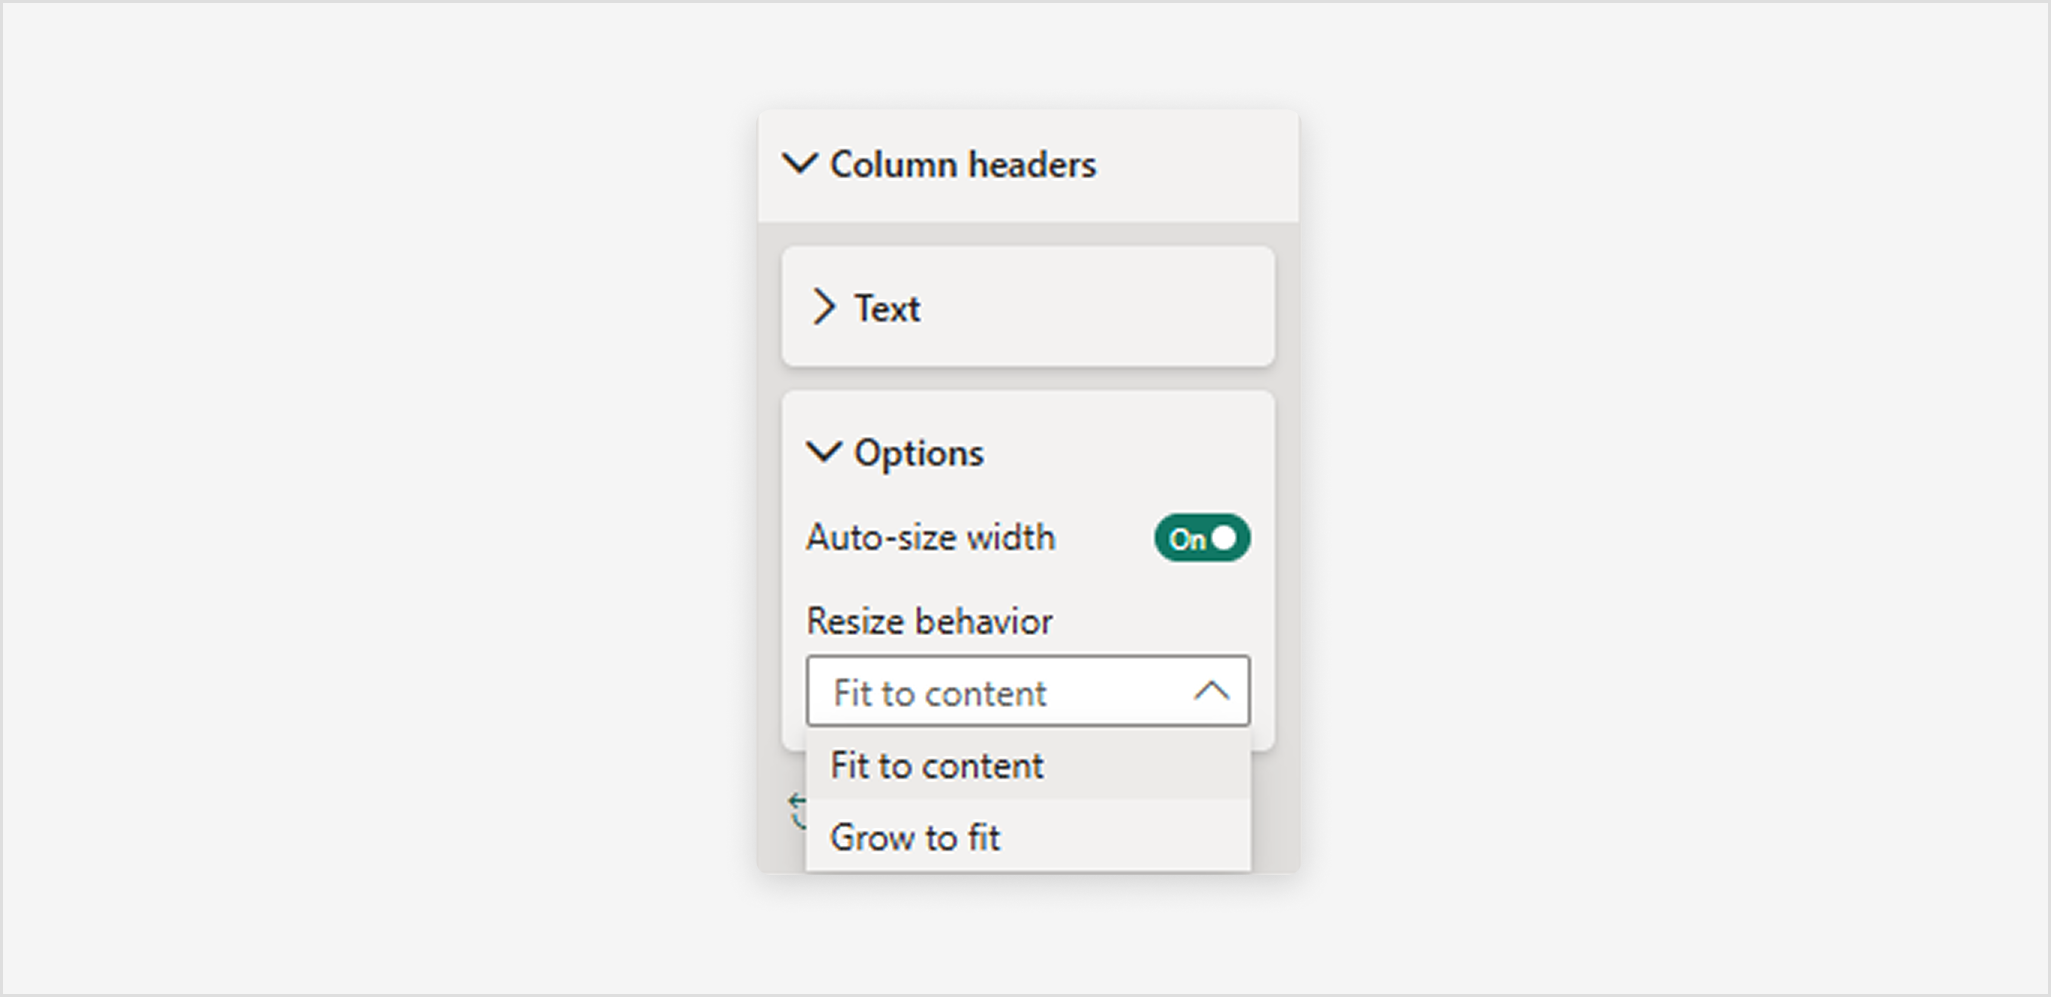 Column headers
Text
Options
Auto-size width On
Resize behavior
Fit to content
Fit to content
Grow to fit